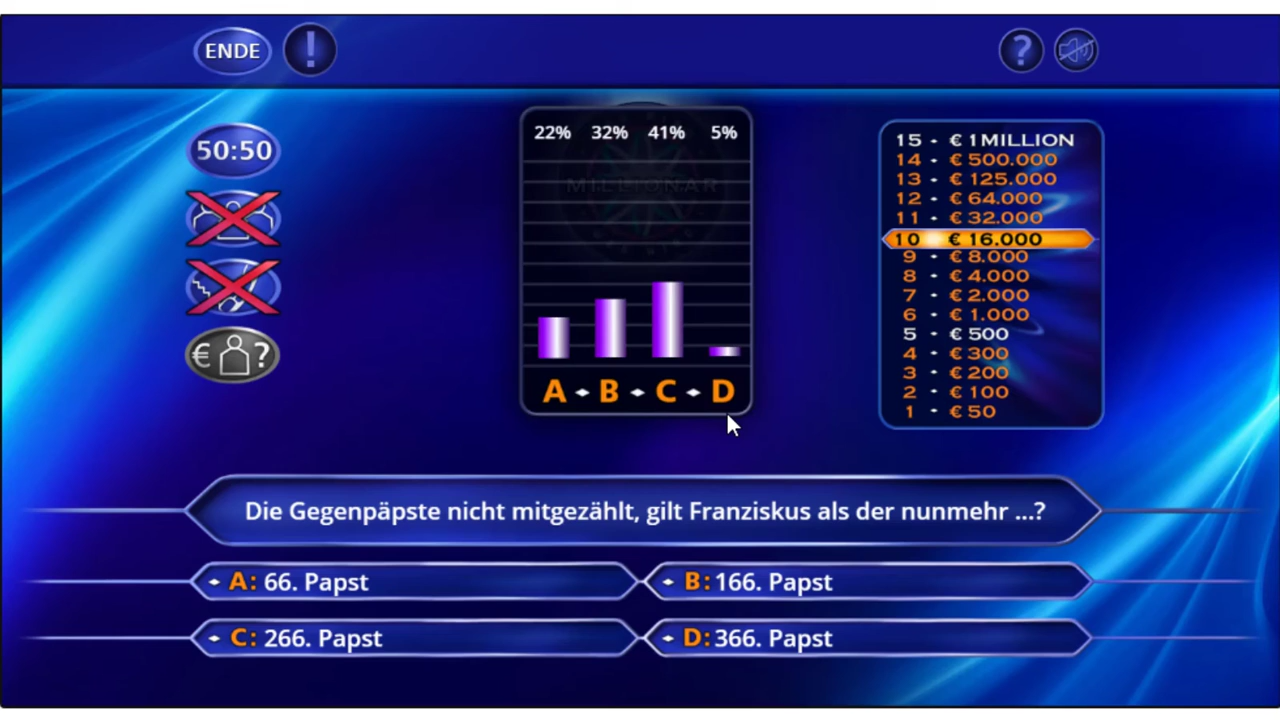 ENDE !
?
50:50
€ ?
22% 32% 41% 5%
MILLIONÄR
A B C D
15 • € 1 MILLION
14 • € 500.000
13 • € 125.000
12 • € 64.000
11 • € 32.000
10 € 16.000
9 • € 8.000
8 • € 4.000
7 • € 2.000
6 • € 1.000
5 • € 500
4 • € 300
3 • € 200
2 • € 100
1 • € 50
Die Gegenpäpste nicht mitgezählt, gilt Franziskus als der nunmehr ...?
A: 66. Papst
B: 166. Papst
C: 266. Papst
D: 366. Papst